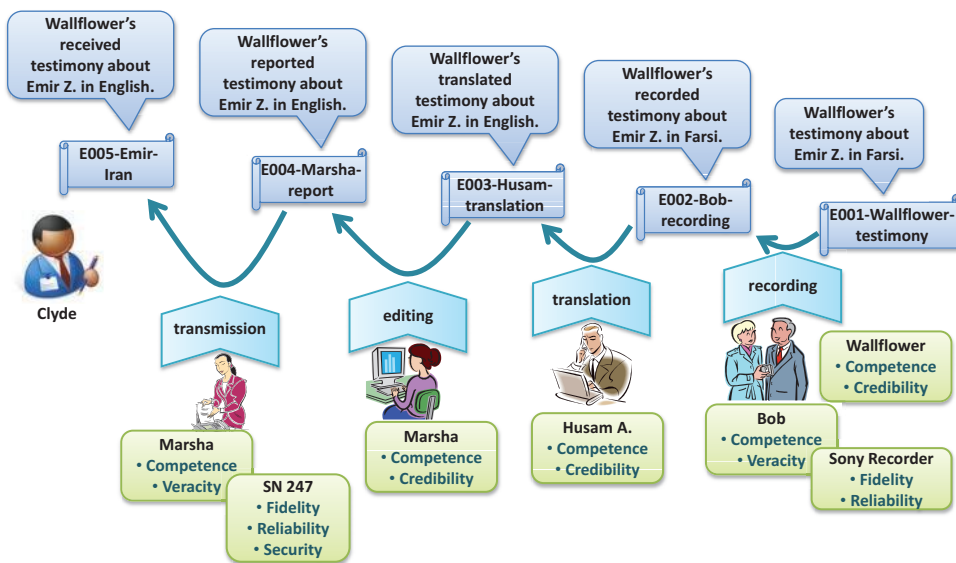 Wallflower's
received
testimony about
Emir Z. in English.
Wallflower's
reported
testimony about
Emir Z. in English.
Wallflower's
translated
testimony about
Emir Z. in English.
Wallflower's
recorded
testimony about
Emir Z. in Farsi.
Wallflower's
testimony about
Emir Z. in Farsi.
E005-Emir-
Iran
E004-Marsha-
report
E003-Husam-
translation
E002-Bob-
recording
E001-Wallflower-
testimony
Clyde
transmission
editing
translation
recording
Marsha
• Competence
• Veracity
SN 247
• Fidelity
• Reliability
• Security
Marsha
• Competence
• Credibility
Husam A.
• Competence
• Credibility
Bob
• Competence
• Veracity
Wallflower
• Competence
• Credibility
Sony Recorder
• Fidelity
• Reliability